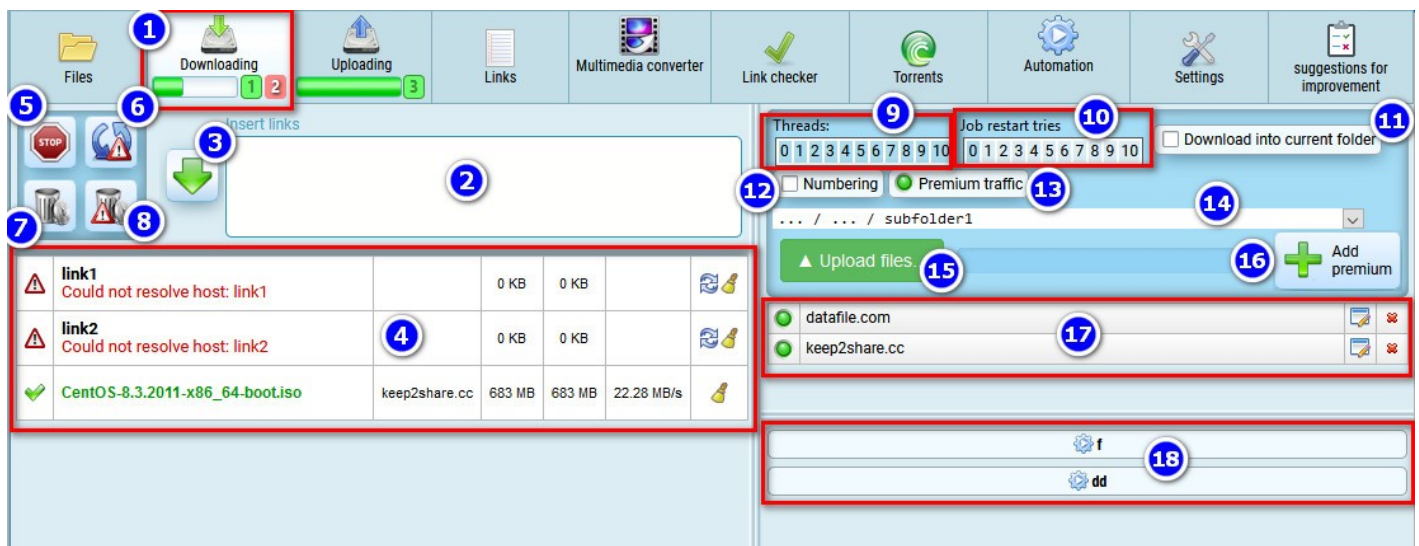 1
Files
Downloading
1 2
Uploading
3
Links
Multimedia converter
Link checker
Torrents
Automation
Settings
suggestions for
improvement
5
6
STOP
7
8
3
Insert links
2
link1
Could not resolve host: link1
0 KB
0 KB
link2
Could not resolve host: link2
0 KB
0 KB
4
CentOS-8.3.2011-x86_64-boot.iso
keep2share.cc
683 MB
683 MB
22.28 MB/s
Threads:
9
0 1 2 3 4 5 6 7 8 9 10
Job restart tries
10
0 1 2 3 4 5 6 7 8 9 10
Download into current folder
11
12
Numbering
Premium traffic
13
... / ... / subfolder1
14
▲ Upload files...
15
16
Add
premium
datafile.com
keep2share.cc
17
f
dd
18